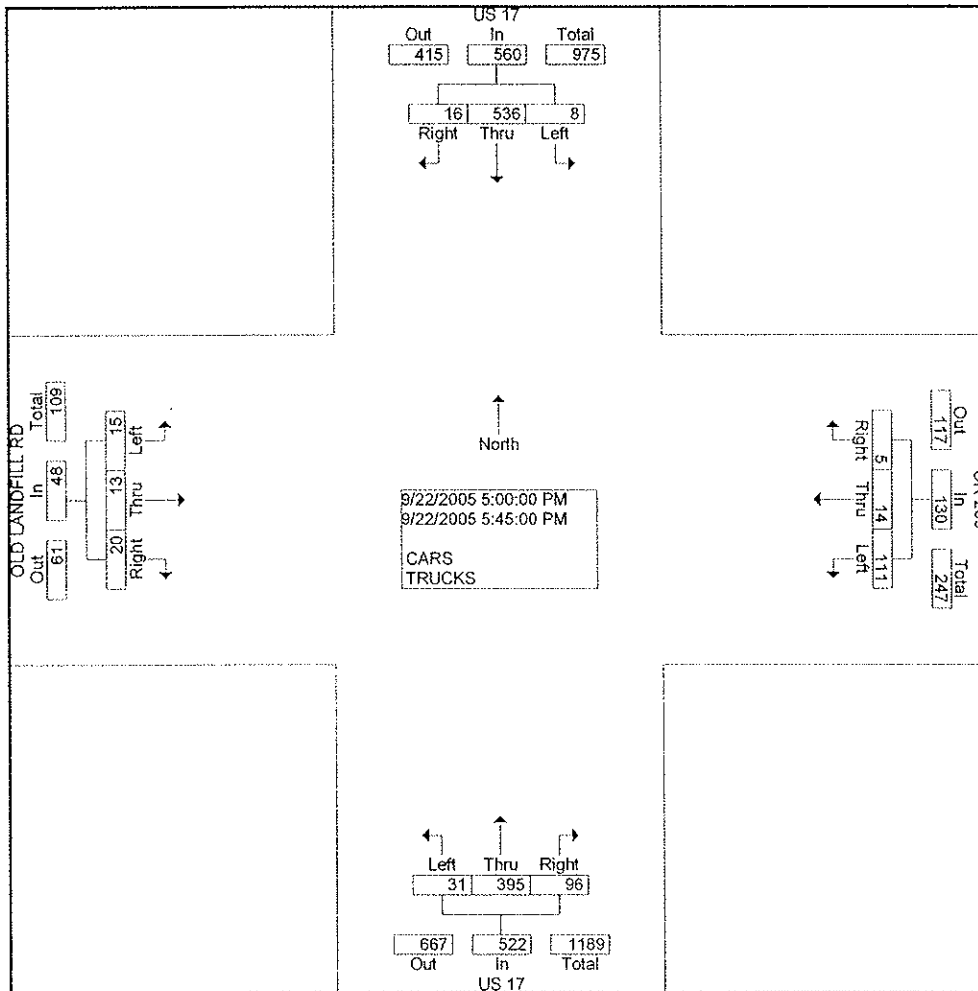 US 17
Out In Total
415 560 975
16 536 8
Right Thru Left
OLD LANDFILL RD
Total In Out
109 48 61
15 13 20
Left Thru Right
North
9/22/2005 5:00:00 PM
9/22/2005 5:45:00 PM
CARS
TRUCKS
Right Thru Left
5 14 111
117 130 247
Out In Total
Left Thru Right
31 395 96
667 522 1189
Out In Total
US 17